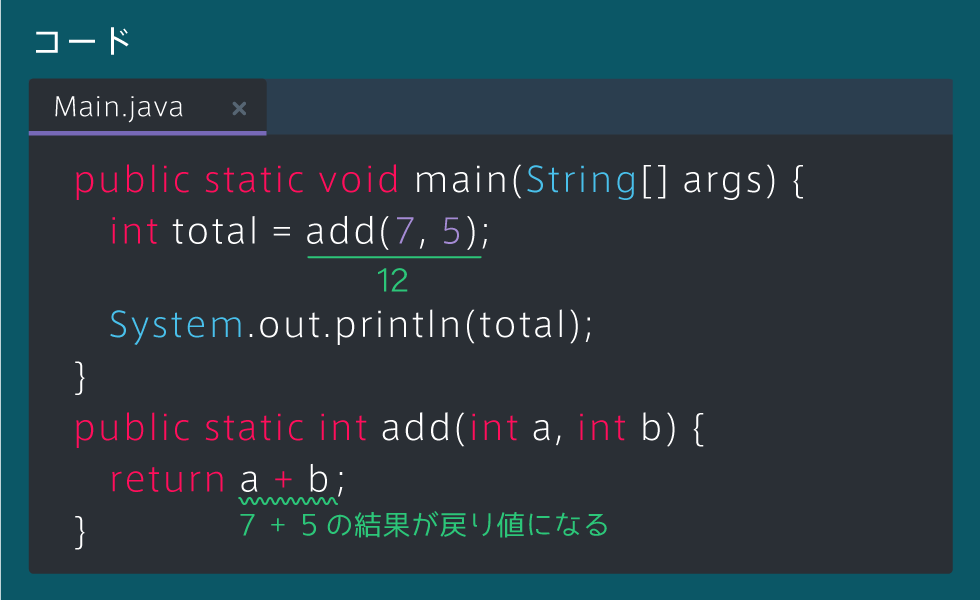 コード
Main.java ×
public static void main(String[] args) {
int total = add(7, 5);
12
System.out.println(total);
}
public static int add(int a, int b) {
return a + b;
}
7 + 5 の結果が戻り値になる